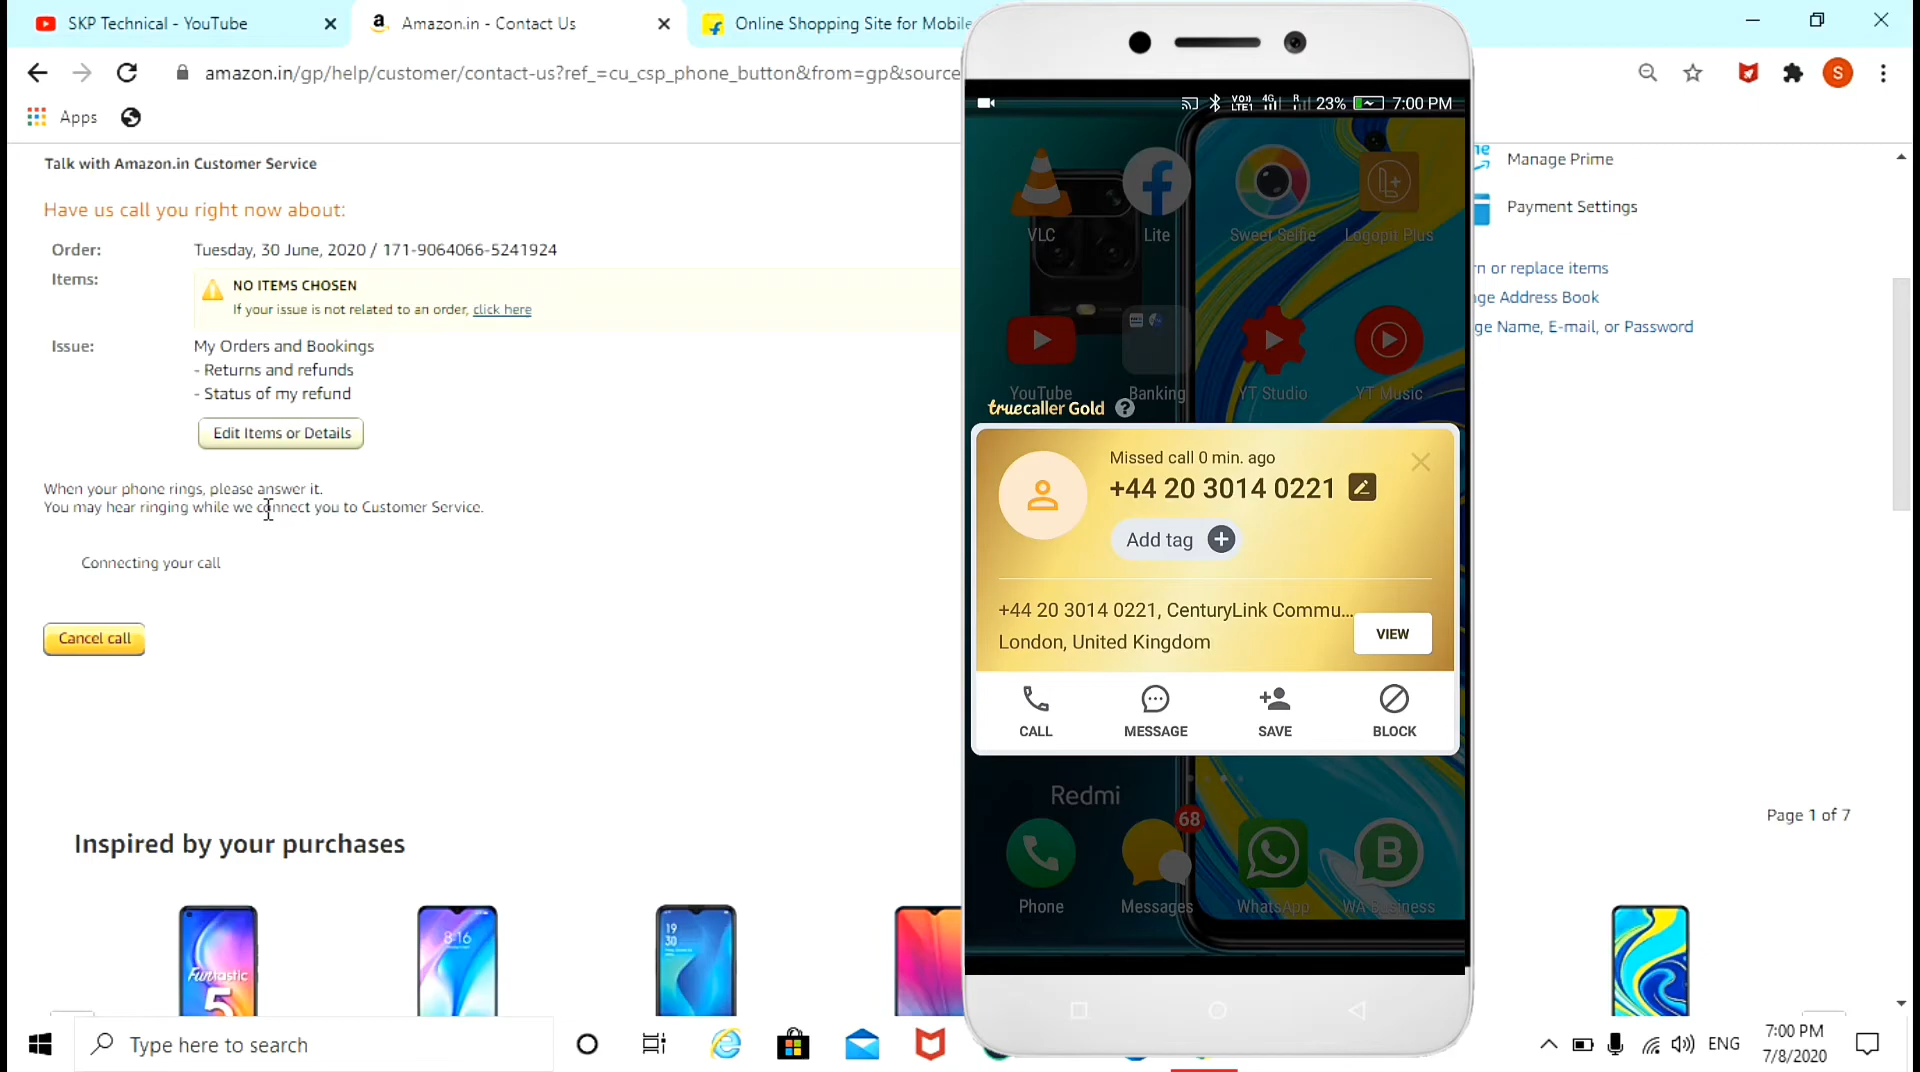 SKP Technical - YouTube
Amazon.in - Contact Us
Online Shopping Site for Mobile
amazon.in/gp/help/customer/contact-us?ref_=cu_csp_phone_button&from=gp&source
S
Apps
Talk with Amazon.in Customer Service
Have us call you right now about:
Order: Tuesday, 30 June, 2020 / 171-9064066-5241924
Items: NO ITEMS CHOSEN
If your issue is not related to an order, click here
Issue: My Orders and Bookings
- Returns and refunds
- Status of my refund
Edit Items or Details
When your phone rings, please answer it.
You may hear ringing while we connect you to Customer Service.
Connecting your call
Cancel call
Inspired by your purchases
Page 1 of 7
Manage Prime
Payment Settings
rn or replace items
ge Address Book
ge Name, E-mail, or Password
VoLTE1 4G R 23% 7:00 PM
VLC
Lite
Sweet Selfie
Logopit Plus
YouTube
Banking
YT Studio
YT Music
truecaller Gold ?
Missed call 0 min. ago
+44 20 3014 0221
Add tag
+44 20 3014 0221, CenturyLink Commu...
London, United Kingdom
VIEW
CALL
MESSAGE
SAVE
BLOCK
Redmi
68
B
Phone
Messages
WhatsApp
WA Business
Funtastic
5
8:16
19
30
Type here to search
ENG
7:00 PM
7/8/2020